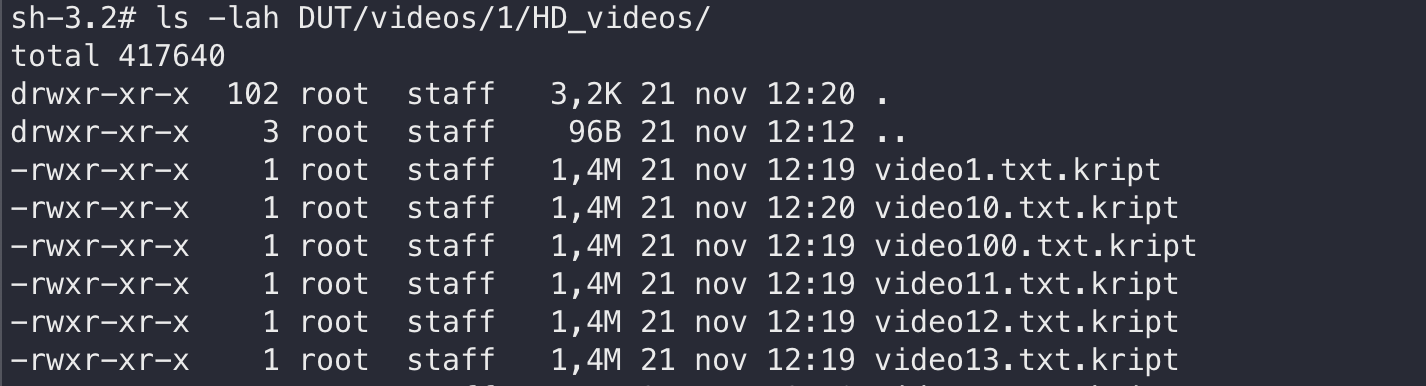 sh-3.2# ls -lah DUT/videos/1/HD_videos/
total 417640
drwxr-xr-x  102 root  staff   3,2K 21 nov 12:20 .
drwxr-xr-x    3 root  staff    96B 21 nov 12:12 ..
-rwxr-xr-x    1 root  staff   1,4M 21 nov 12:19 video1.txt.kript
-rwxr-xr-x    1 root  staff   1,4M 21 nov 12:20 video10.txt.kript
-rwxr-xr-x    1 root  staff   1,4M 21 nov 12:19 video100.txt.kript
-rwxr-xr-x    1 root  staff   1,4M 21 nov 12:19 video11.txt.kript
-rwxr-xr-x    1 root  staff   1,4M 21 nov 12:19 video12.txt.kript
-rwxr-xr-x    1 root  staff   1,4M 21 nov 12:19 video13.txt.kript